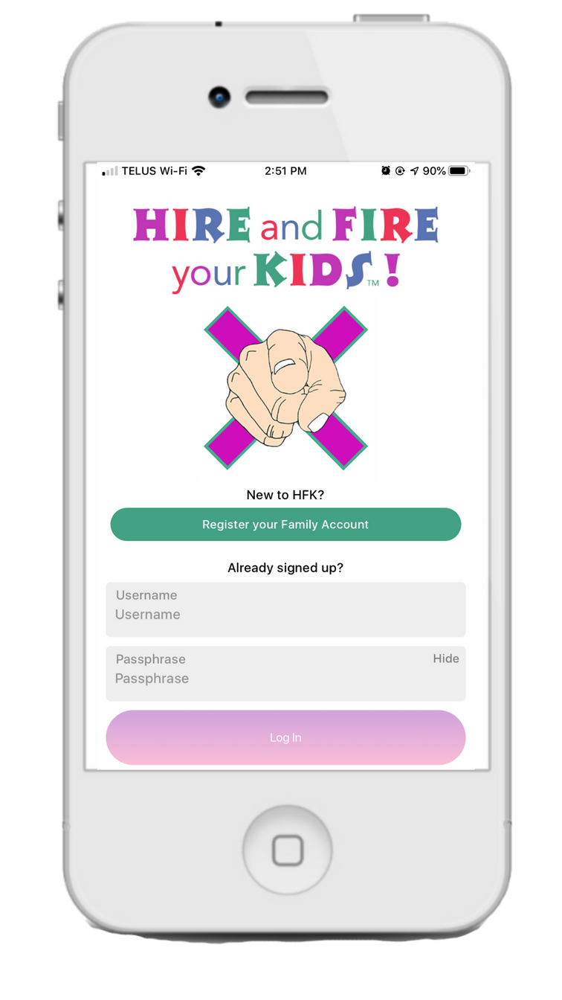 TELUS Wi-Fi 2:51 PM 90%
HIRE and FIRE
your KIDS™!
New to HFK?
Register your Family Account
Already signed up?
Username
Username
Passphrase Hide
Passphrase
Log In